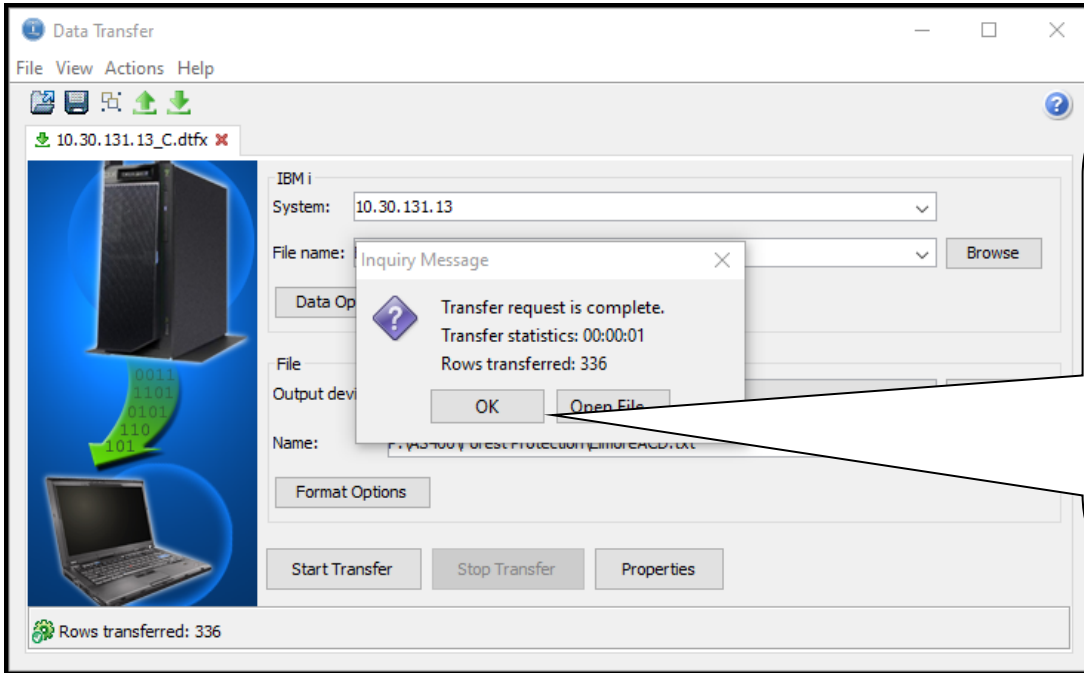 Data Transfer
File View Actions Help
10.30.131.13_C.dtfx
IBM i
System: 10.30.131.13
File name: Browse
Inquiry Message
Data Op
Transfer request is complete.
Transfer statistics: 00:00:01
Rows transferred: 336
File
Output devi
OK Open File
Name:
Format Options
Start Transfer Stop Transfer Properties
Rows transferred: 336
0011
1101
0101
110
101